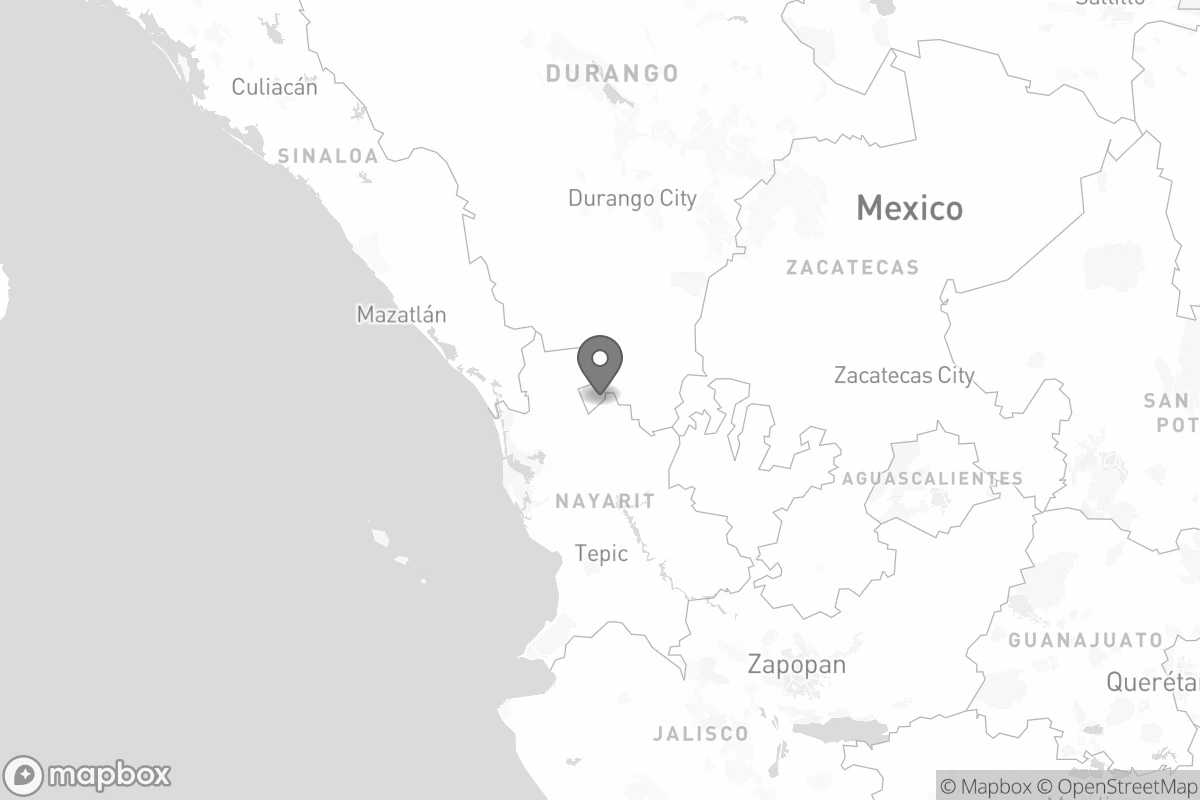 Culiacán
DURANGO
SINALOA
Durango City
Mexico
ZACATECAS
Mazatlán
Zacatecas City
SAN
POT
AGUASCALIENTES
NAYARIT
Tepic
GUANAJUATO
Zapopan
Querétar
JALISCO
mapbox
© Mapbox © OpenStreetMap